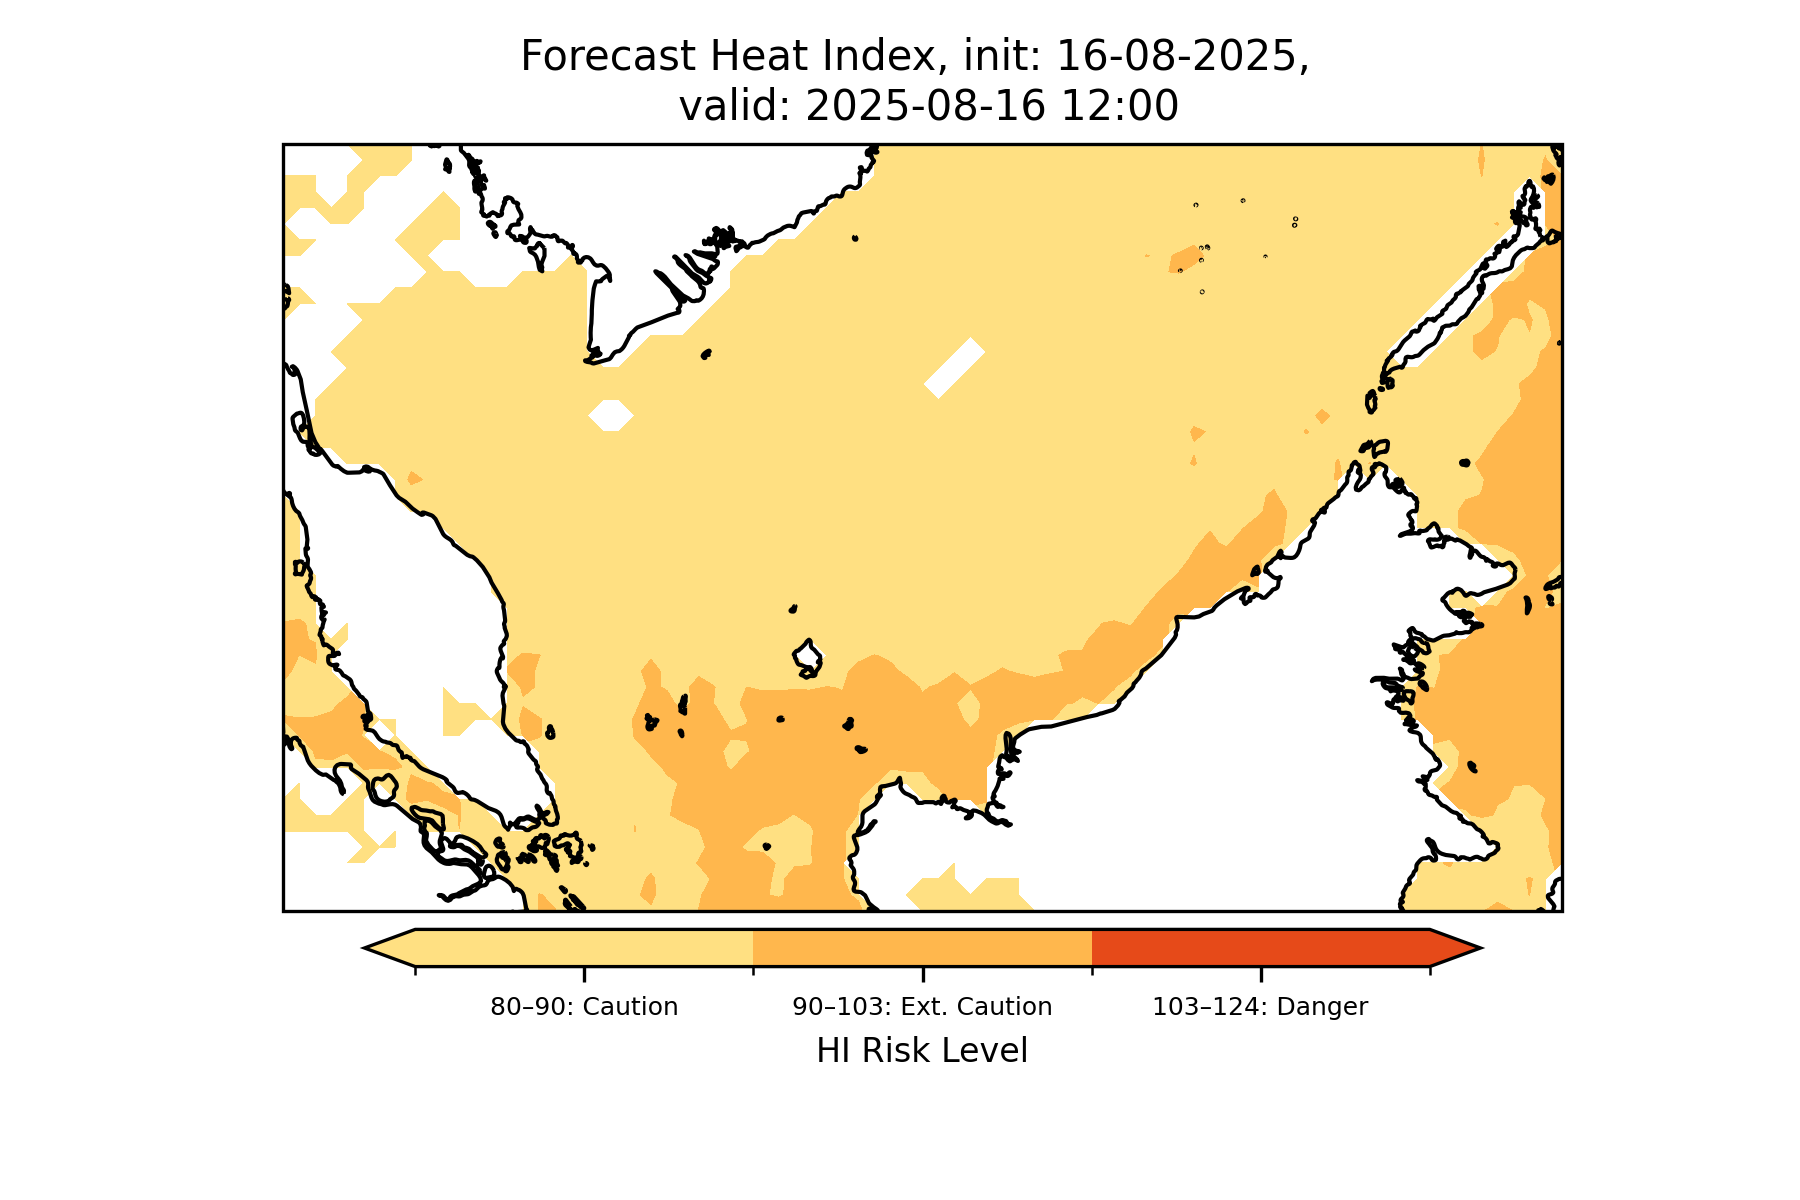 Forecast Heat Index, init: 16-08-2025,
valid: 2025-08-16 12:00
80–90: Caution
90–103: Ext. Caution
103–124: Danger
HI Risk Level